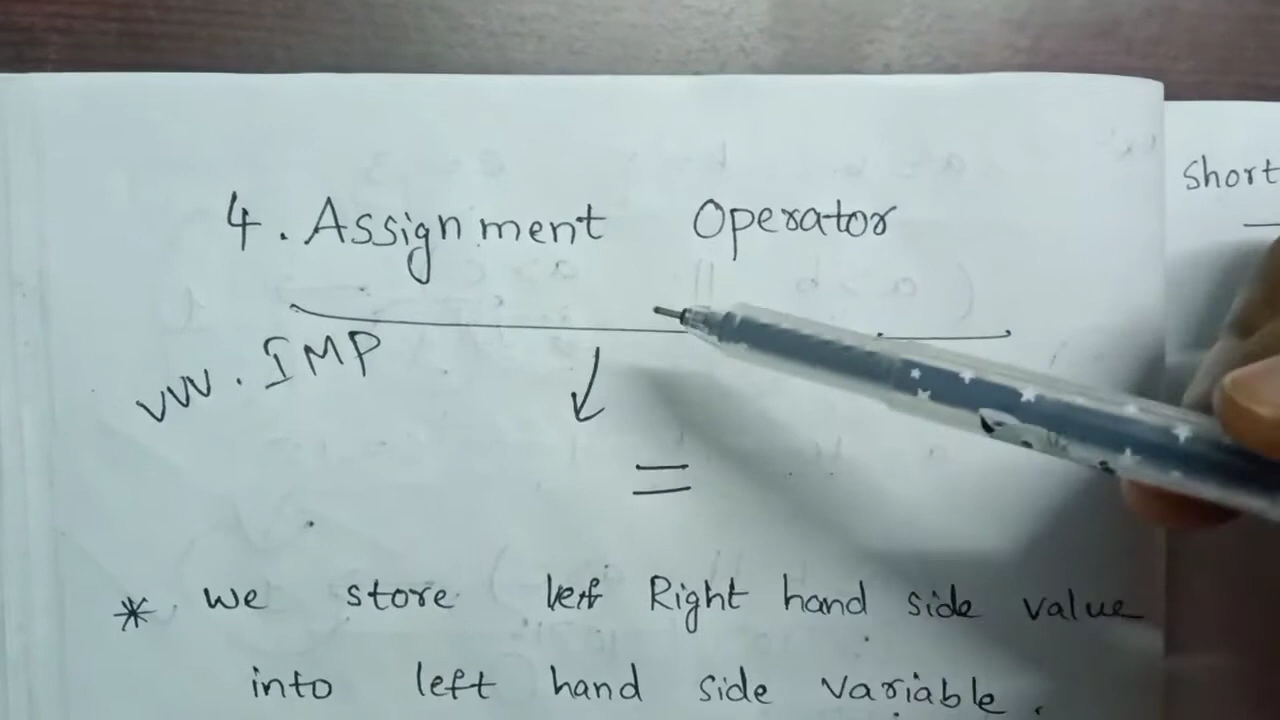 4. Assignment Operator
VVV. IMP
=
* We store left Right hand side value
into left hand side variable.
Short